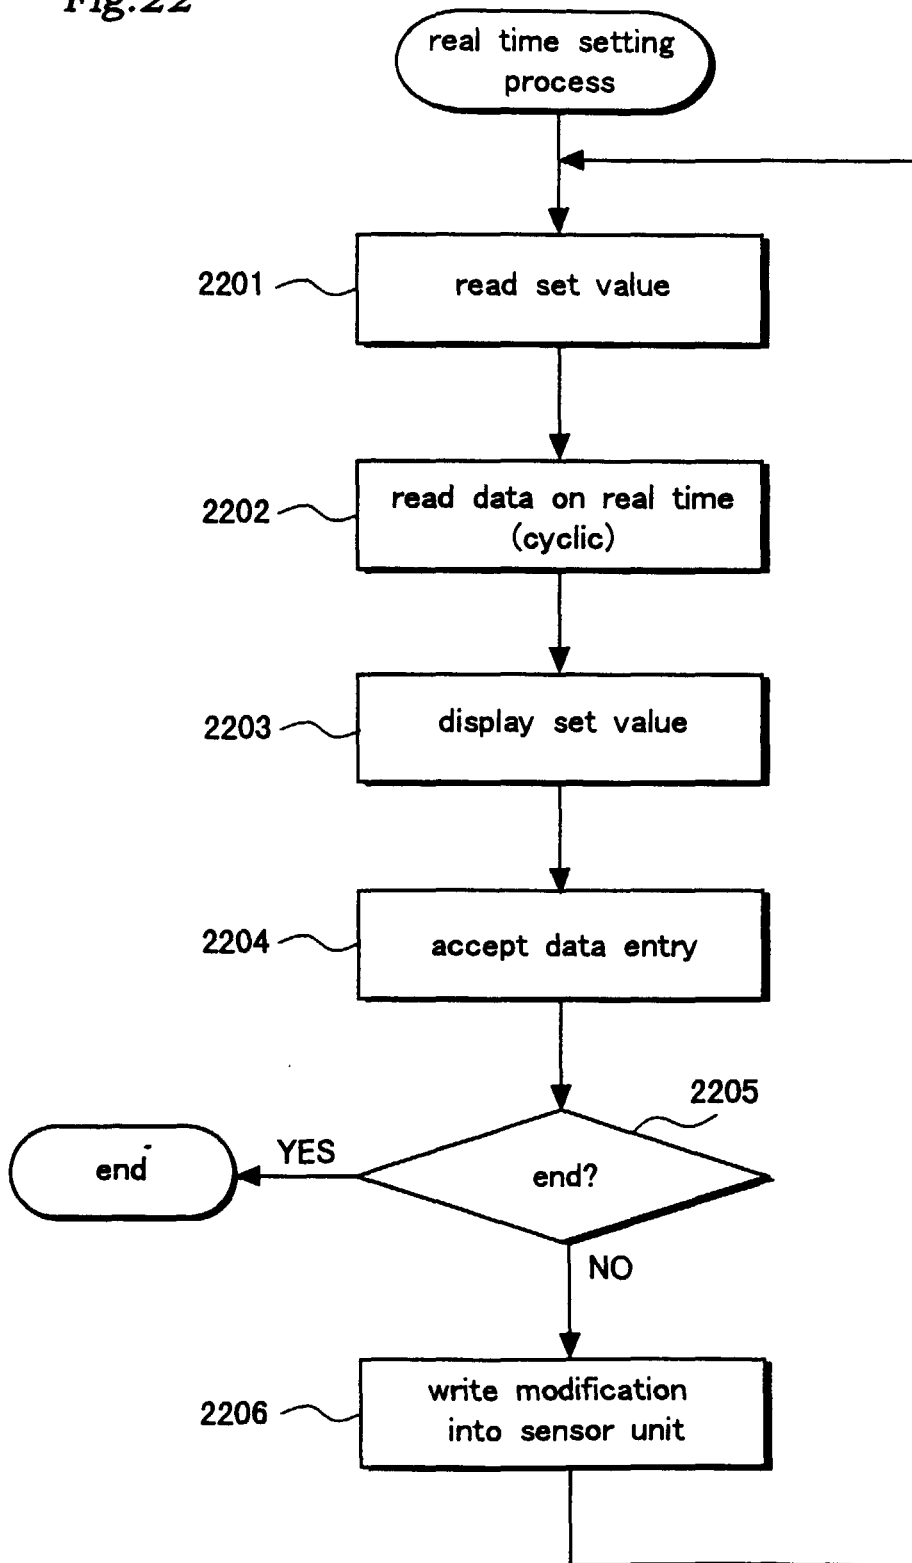 Fig.22
real time setting
process
2201
read set value
2202
read data on real time
(cyclic)
2203
display set value
2204
accept data entry
2205
end?
YES
end
NO
2206
write modification
into sensor unit